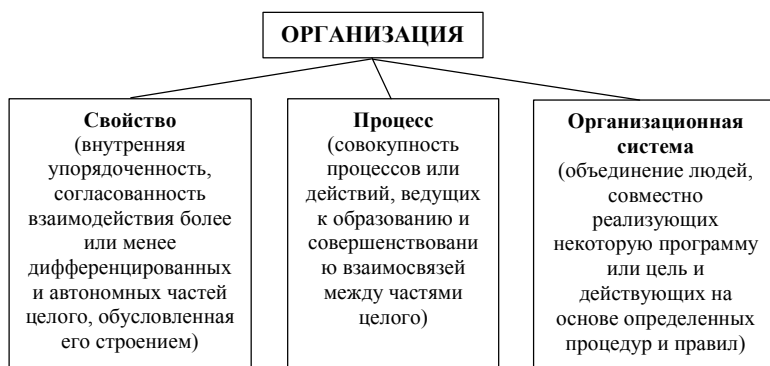 ОРГАНИЗАЦИЯ
Свойство
(внутренняя
упорядоченность,
согласованность
взаимодействия более
или менее
дифференцированных
и автономных частей
целого, обусловленная
его строением)
Процесс
(совокупность
процессов или
действий, ведущих
к образованию и
совершенствовани
ю взаимосвязей
между частями
целого)
Организационная
система
(объединение людей,
совместно
реализующих
некоторую программу
или цель и
действующих на
основе определенных
процедур и правил)